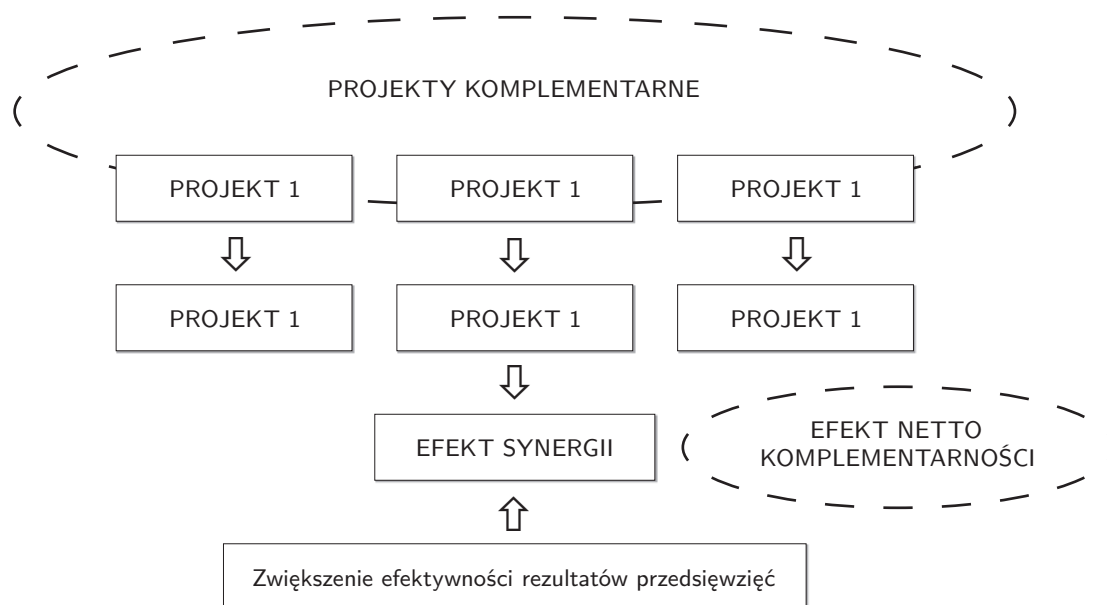 PROJEKTY KOMPLEMENTARNE
PROJEKT 1
PROJEKT 1
PROJEKT 1
PROJEKT 1
PROJEKT 1
PROJEKT 1
EFEKT SYNERGII
EFEKT NETTO
KOMPLEMENTARNOŚCI
Zwiększenie efektywności rezultatów przedsięwzięć